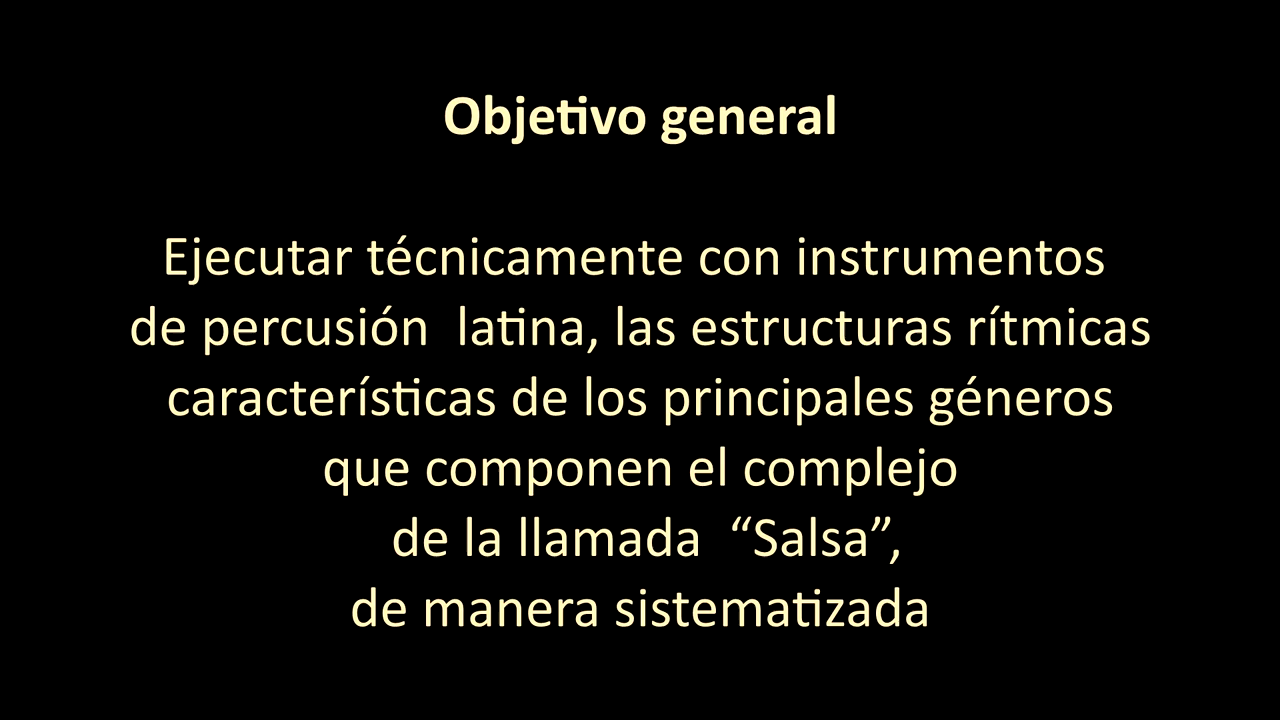 Objetivo general
Ejecutar técnicamente con instrumentos
de percusión  latina, las estructuras rítmicas
características de los principales géneros
que componen el complejo
de la llamada  “Salsa”,
de manera sistematizada